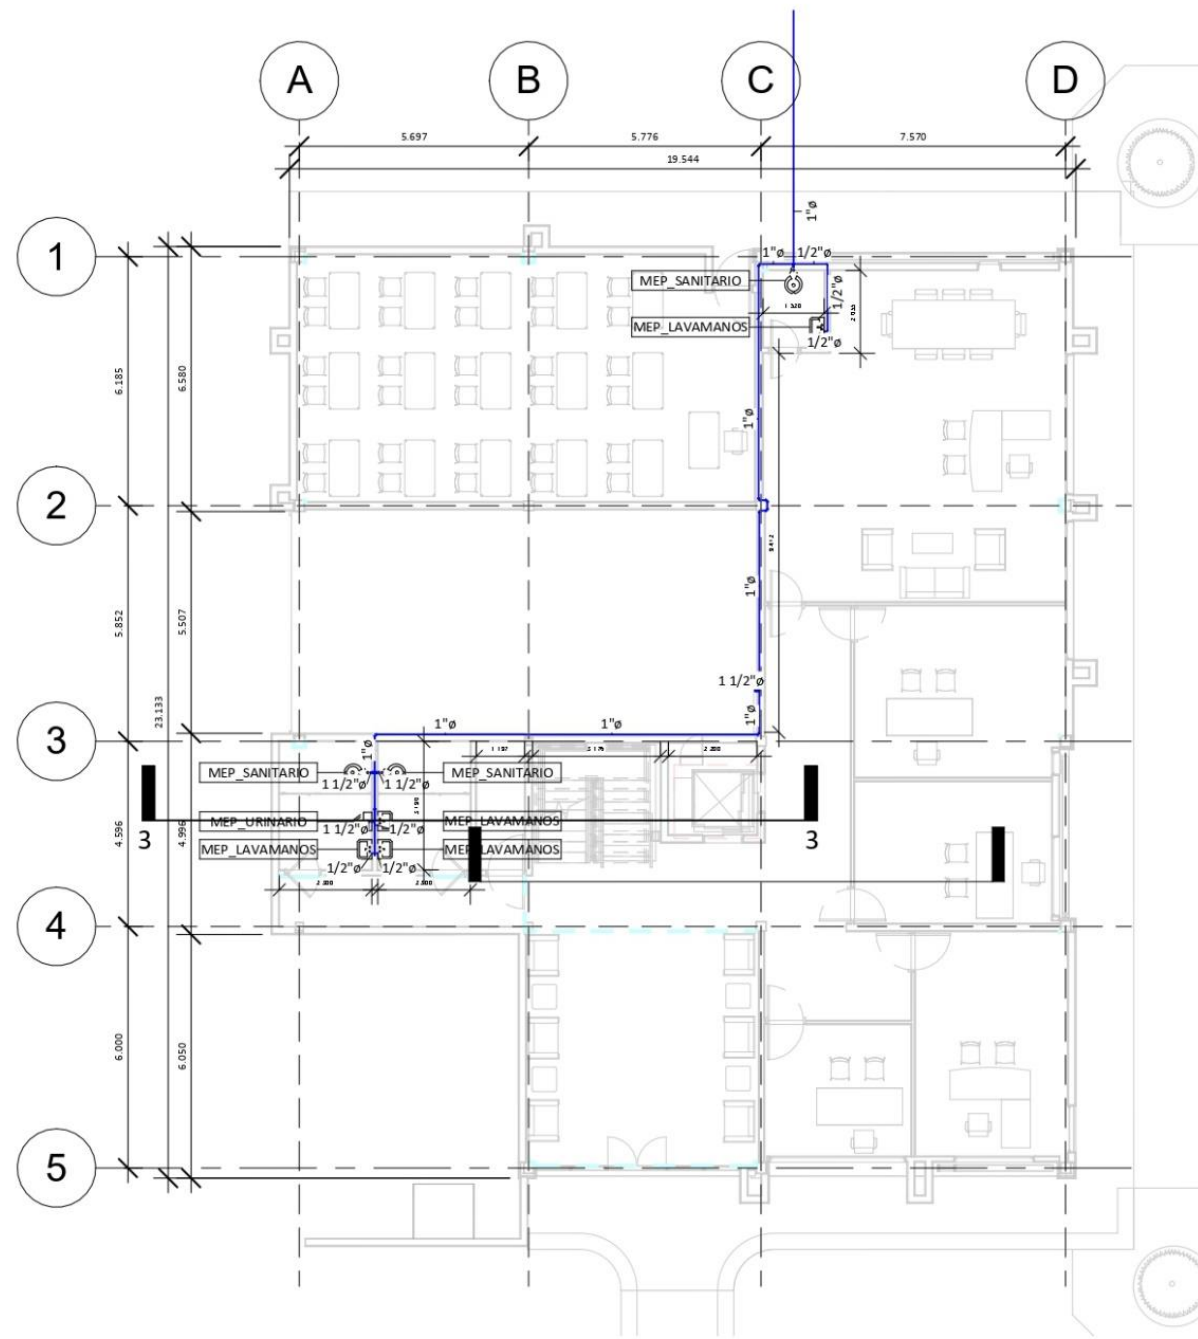 A B C D
5.697 5.776 7.570
19.544
1"ø
1
1"ø 1/2"ø
MEP_SANITARIO
1/2"ø
MEP_LAVAMANOS
1/2"ø
6.185
6.580
1"ø
2
1"ø
5.852
5.507
1 1/2"ø
23.133
1"ø
3
1"ø 1"ø
1"ø
MEP_SANITARIO MEP_SANITARIO
1 1/2"ø 1 1/2"ø
MEP_URINARIO MEP_LAVAMANOS
1 1/2"ø 1/2"ø
3 3
4.596
4.996
MEP_LAVAMANOS MEP_LAVAMANOS
1/2"ø 1/2"ø
4
6.000
6.050
5